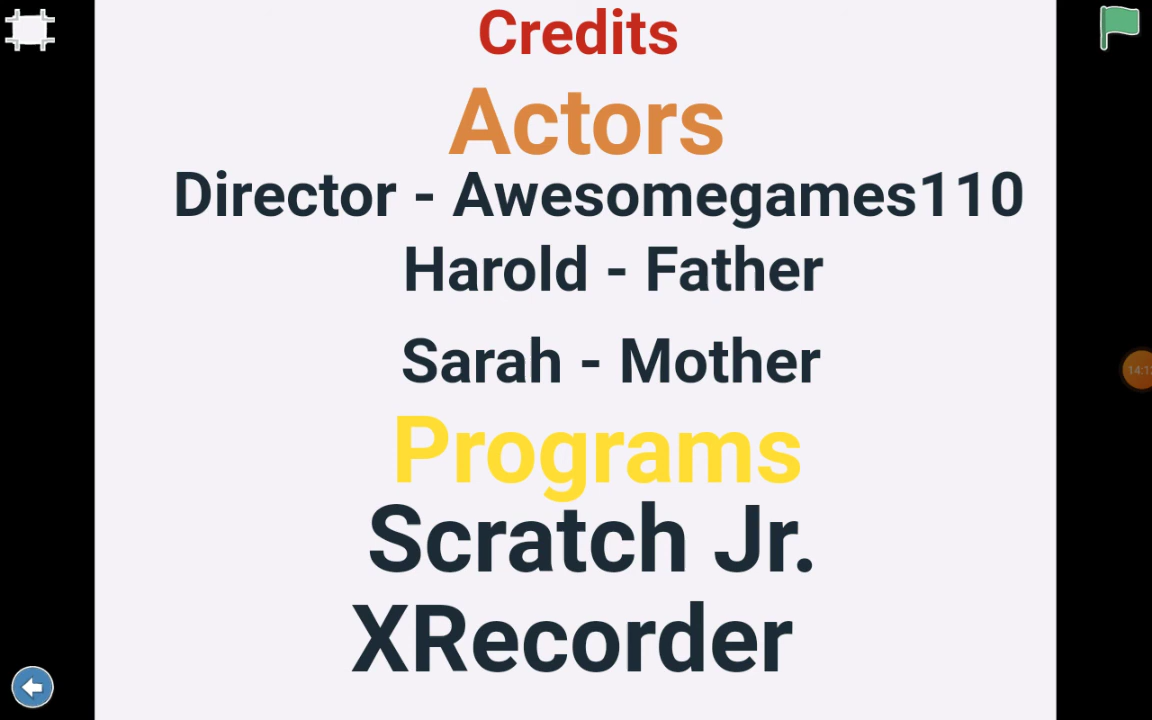 Credits
Actors
Director - Awesomegames110
Harold - Father
Sarah - Mother
Programs
Scratch Jr.
XRecorder